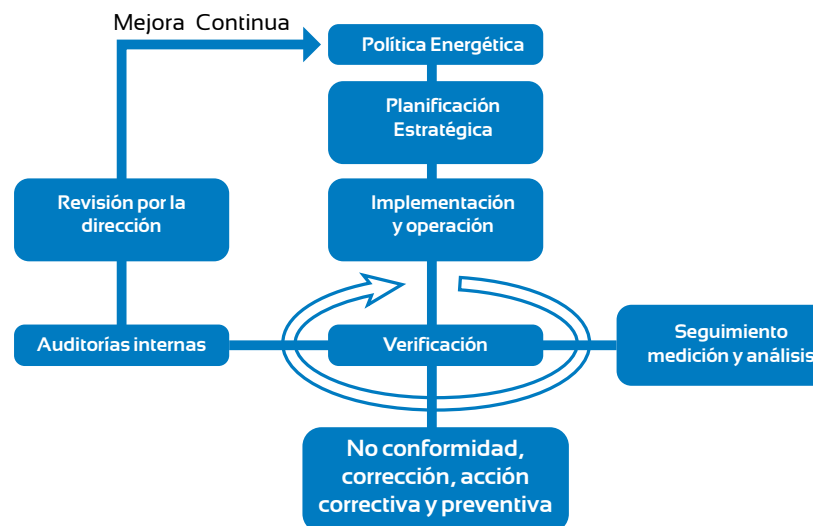 Mejora Continua
Política Energética
Planificación
Estratégica
Revisión por la
dirección
Implementación
y operación
Auditorías internas
Verificación
Seguimiento
medición y análisis
No conformidad,
corrección, acción
correctiva y preventiva